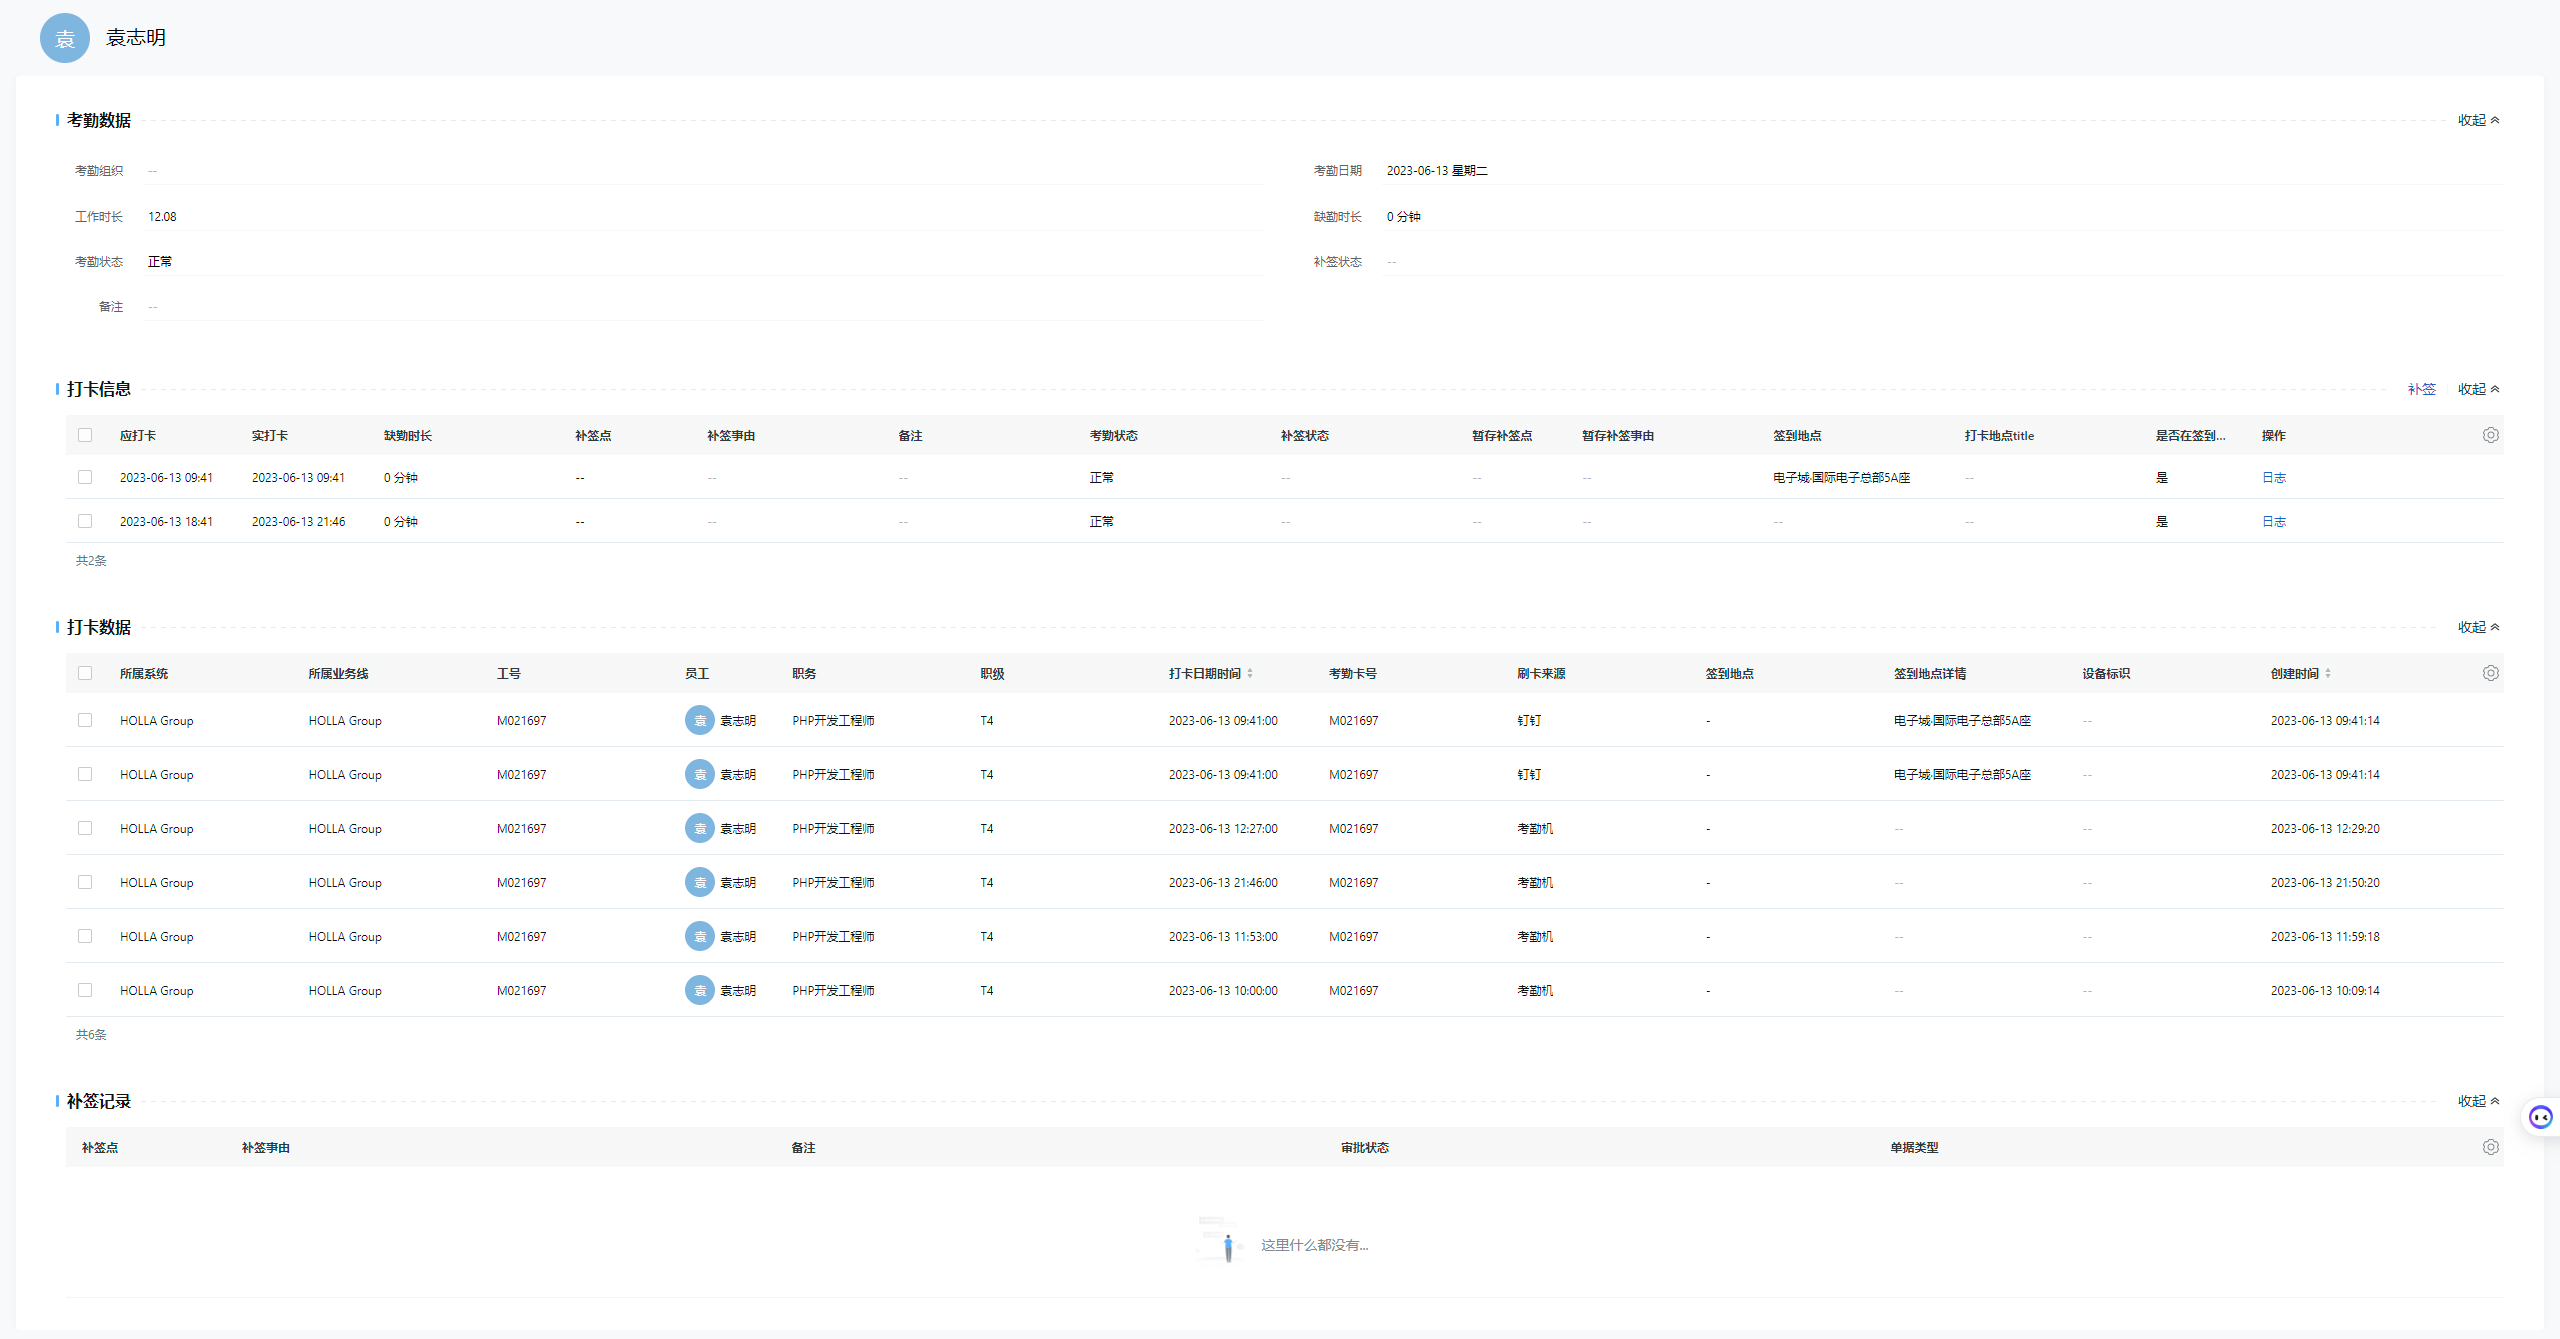 袁 袁志明
考勤数据 收起
考勤组织 -- 考勤日期 2023-06-13 星期二
工作时长 12.08 缺勤时长 0 分钟
考勤状态 正常 补签状态 --
备注 --
打卡信息 补签 收起
应打卡 实打卡 缺勤时长 补签点 补签事由 备注 考勤状态 补签状态 暂存补签点 暂存补签事由 签到地点 打卡地点title 是否在签到... 操作
2023-06-13 09:41 2023-06-13 09:41 0 分钟 -- -- -- 正常 -- -- -- 电子城·国际电子总部5A座 -- 是 日志
2023-06-13 18:41 2023-06-13 21:46 0 分钟 -- -- -- 正常 -- -- -- -- -- 是 日志
共2条
打卡数据 收起
所属系统 所属业务线 工号 员工 职务 职级 打卡日期时间 考勤卡号 刷卡来源 签到地点 签到地点详情 设备标识 创建时间
HOLLA Group HOLLA Group M021697 袁 袁志明 PHP开发工程师 T4 2023-06-13 09:41:00 M021697 钉钉 - 电子城·国际电子总部5A座 -- 2023-06-13 09:41:14
HOLLA Group HOLLA Group M021697 袁 袁志明 PHP开发工程师 T4 2023-06-13 09:41:00 M021697 钉钉 - 电子城·国际电子总部5A座 -- 2023-06-13 09:41:14
HOLLA Group HOLLA Group M021697 袁 袁志明 PHP开发工程师 T4 2023-06-13 12:27:00 M021697 考勤机 - -- -- 2023-06-13 12:29:20
HOLLA Group HOLLA Group M021697 袁 袁志明 PHP开发工程师 T4 2023-06-13 21:46:00 M021697 考勤机 - -- -- 2023-06-13 21:50:20
HOLLA Group HOLLA Group M021697 袁 袁志明 PHP开发工程师 T4 2023-06-13 11:53:00 M021697 考勤机 - -- -- 2023-06-13 11:59:18
HOLLA Group HOLLA Group M021697 袁 袁志明 PHP开发工程师 T4 2023-06-13 10:00:00 M021697 考勤机 - -- -- 2023-06-13 10:09:14
共6条
补签记录 收起
补签点 补签事由 备注 审批状态 单据类型
这里什么都没有...